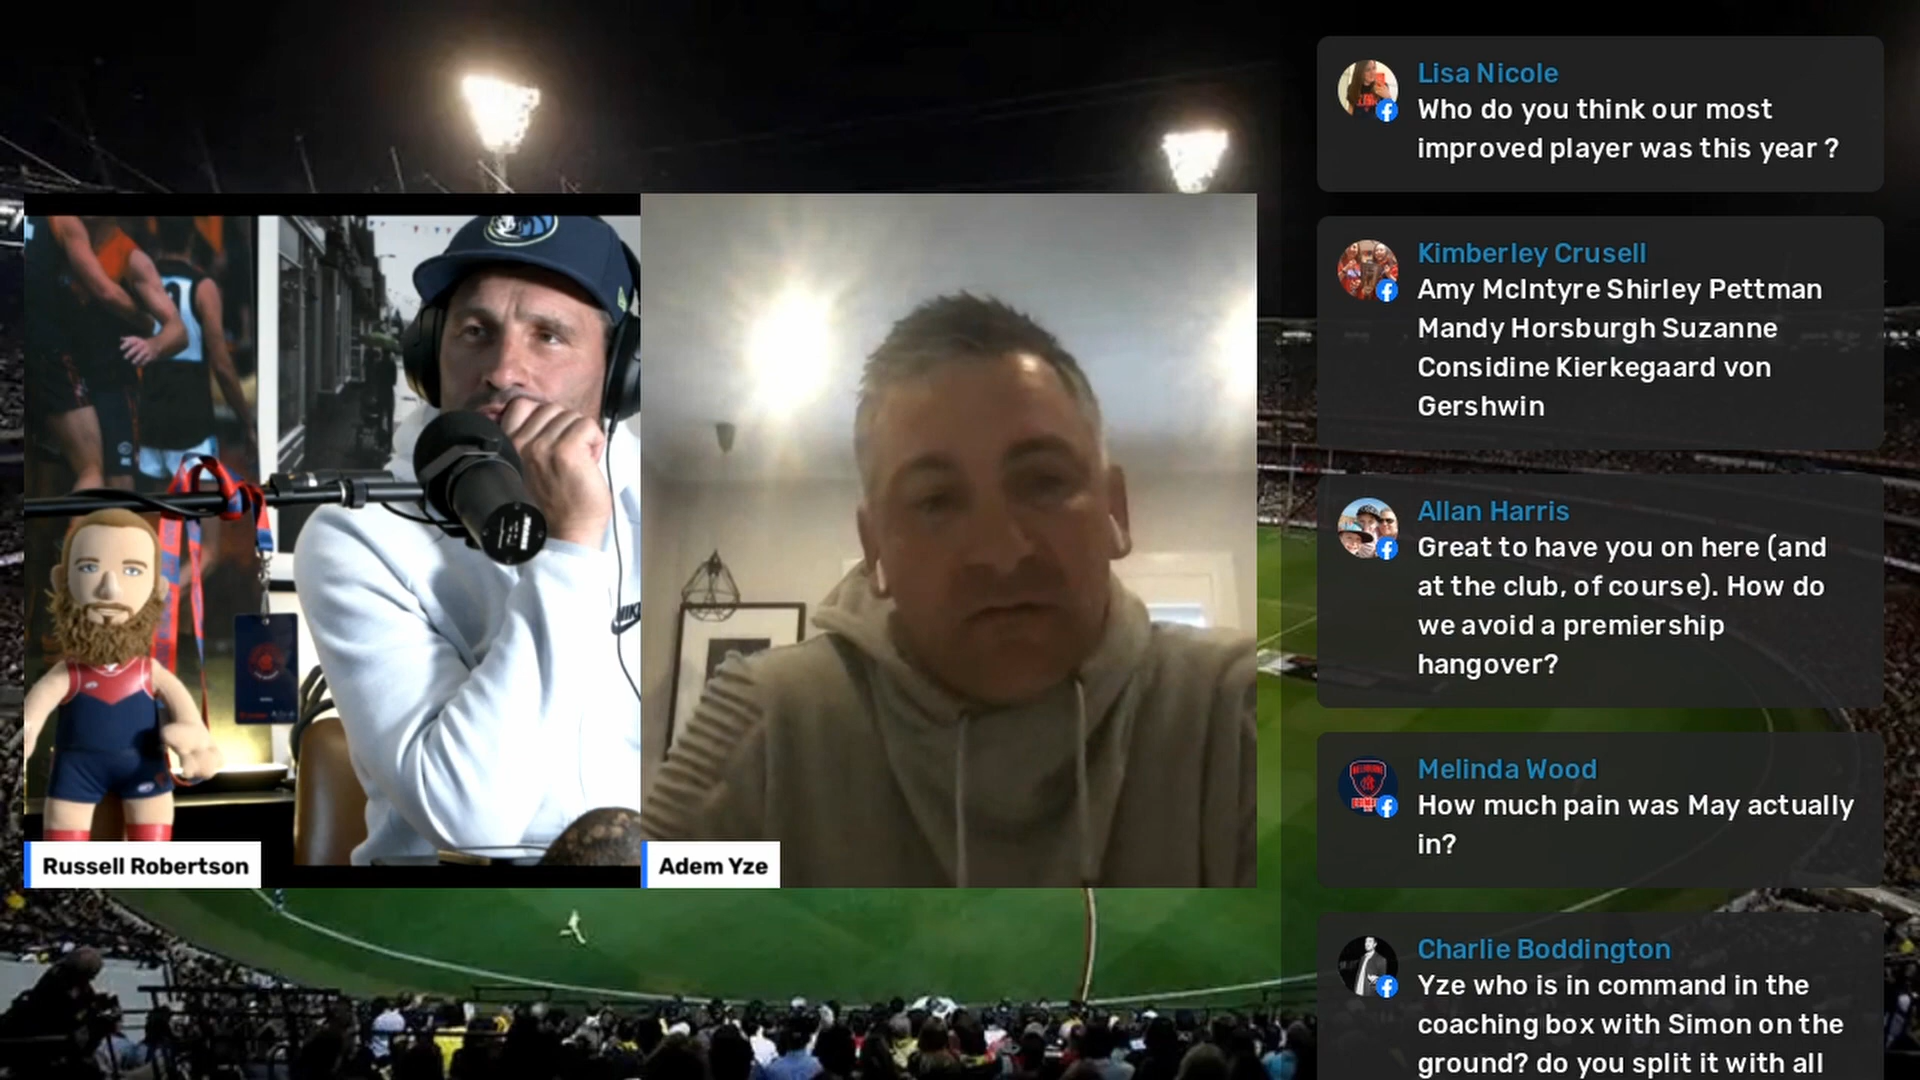 Lisa Nicole
Who do you think our most
improved player was this year ?
Kimberley Crusell
Amy McIntyre Shirley Pettman
Mandy Horsburgh Suzanne
Considine Kierkegaard von
Gershwin
Allan Harris
Great to have you on here (and
at the club, of course). How do
we avoid a premiership
hangover?
Melinda Wood
How much pain was May actually
in?
Charlie Boddington
Yze who is in command in the
coaching box with Simon on the
ground? do you split it with all
Russell Robertson
Adem Yze
NIKE